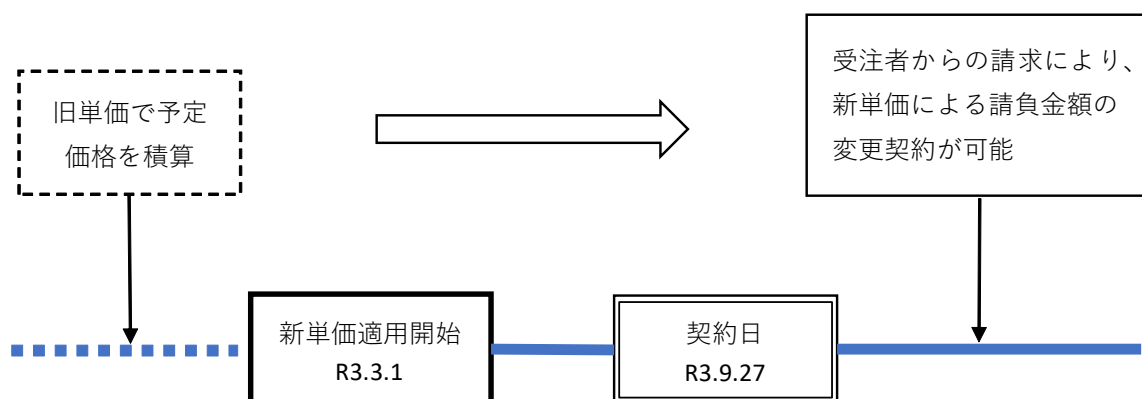 旧単価で予定
価格を積算
受注者からの請求により、
新単価による請負金額の
変更契約が可能
新単価適用開始
R3.3.1
契約日
R3.9.27